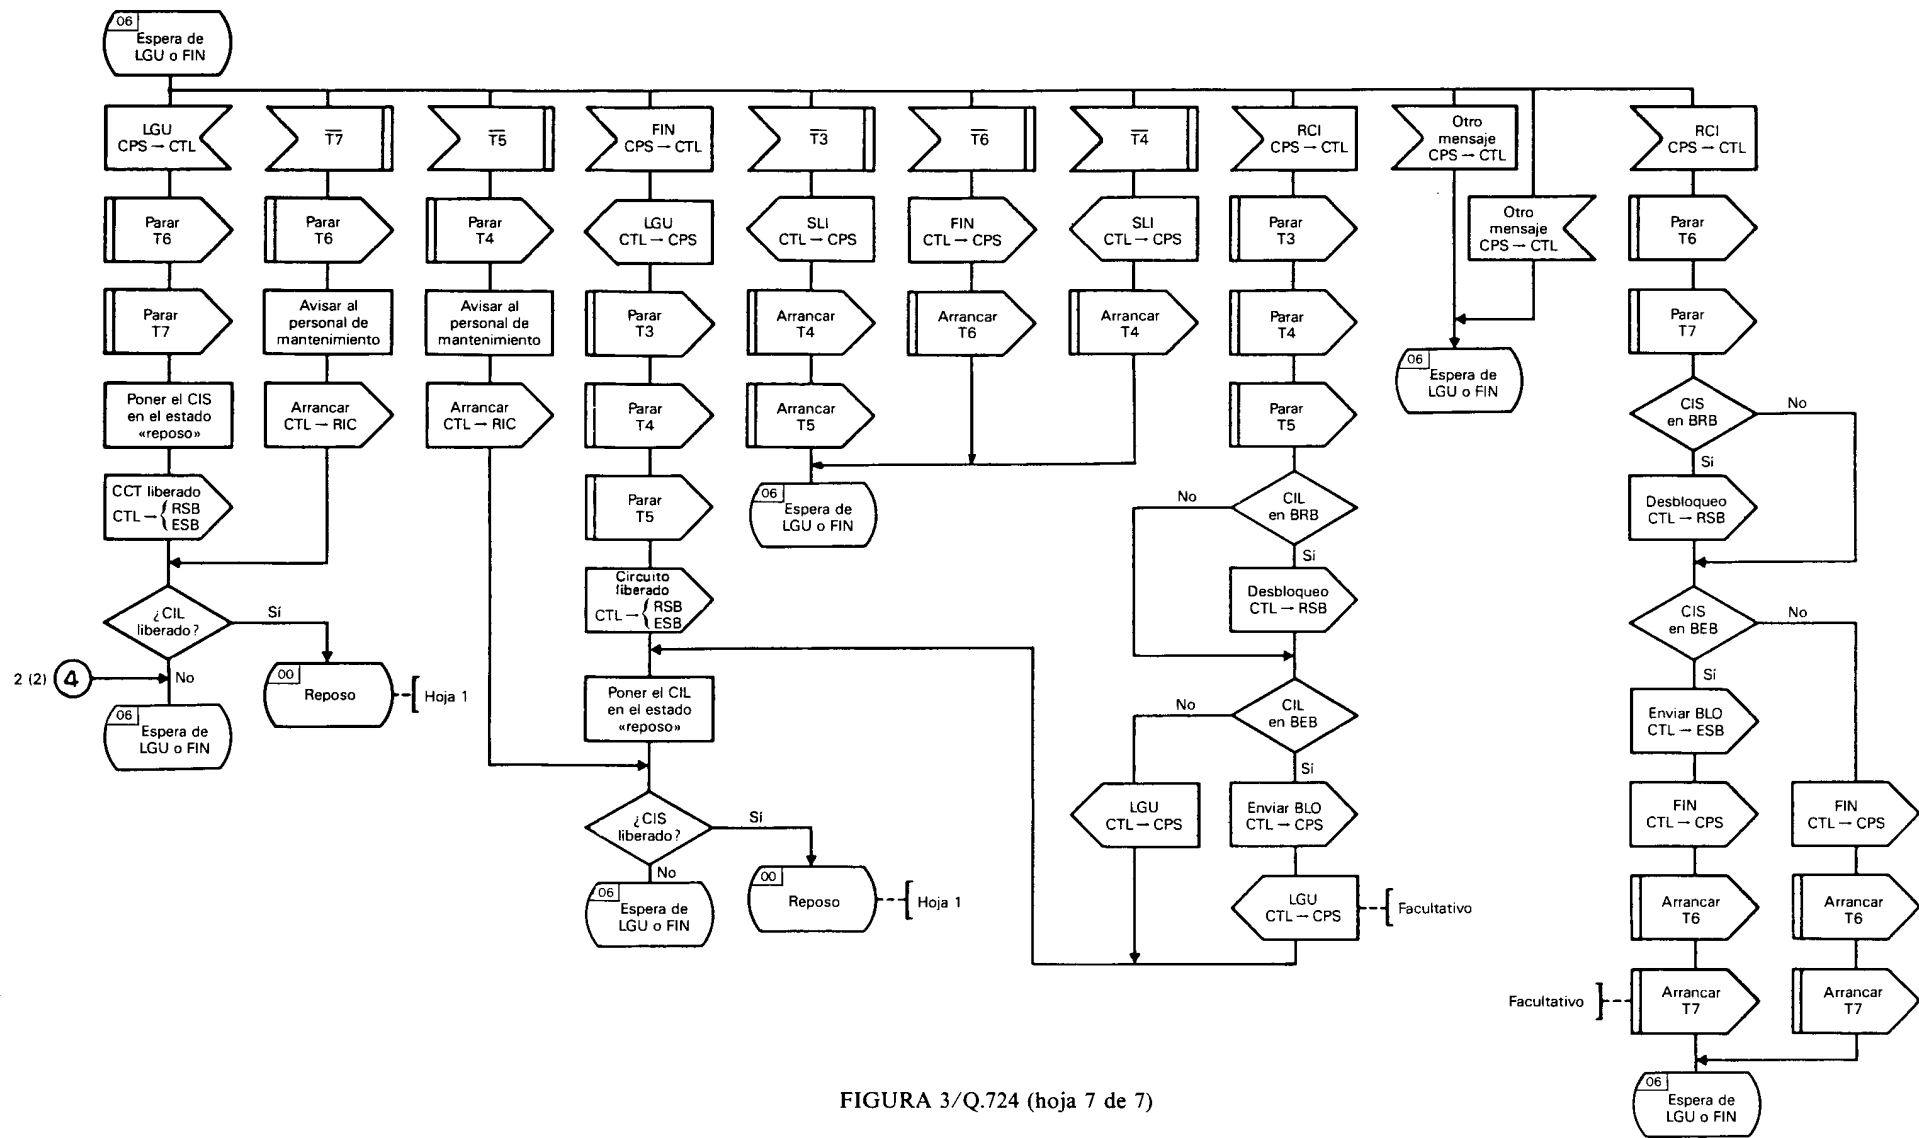 06
Espera de
LGU o FIN
LGU
CPS → CTL
Parar
T6
Parar
T7
Poner el CIS
en el estado
«reposo»
CCT liberado
CTL → { RSB
ESB
¿CIL
liberado?
Sí
No
2 (2) 4
06
Espera de
LGU o FIN
00
Reposo
Hoja 1
T7
Parar
T6
Avisar al
personal de
mantenimiento
Arrancar
CTL → RIC
T5
Parar
T4
Avisar al
personal de
mantenimiento
Arrancar
CTL → RIC
FIN
CPS → CTL
LGU
CTL → CPS
Parar
T3
Parar
T4
Parar
T5
Circuito
liberado
CTL → { RSB
ESB
Poner el CIL
en el estado
«reposo»
¿CIS
liberado?
Sí
No
06
Espera de
LGU o FIN
00
Reposo
Hoja 1
T3
SLI
CTL → CPS
Arrancar
T4
Arrancar
T5
06
Espera de
LGU o FIN
T6
FIN
CTL → CPS
Arrancar
T6
T4
SLI
CTL → CPS
Arrancar
T4
RCI
CPS → CTL
Parar
T3
Parar
T4
Parar
T5
CIL
en BRB
No
Sí
Desbloqueo
CTL → RSB
CIL
en BEB
No
Sí
LGU
CTL → CPS
Enviar BLO
CTL → CPS
LGU
CTL → CPS
Facultativo
Otro
mensaje
CPS → CTL
Otro
mensaje
CPS → CTL
06
Espera de
LGU o FIN
RCI
CPS → CTL
Parar
T6
Parar
T7
CIS
en BRB
No
Sí
Desbloqueo
CTL → RSB
CIS
en BEB
No
Sí
Enviar BLO
CTL → ESB
FIN
CTL → CPS
FIN
CTL → CPS
Arrancar
T6
Arrancar
T6
Facultativo
Arrancar
T7
Arrancar
T7
06
Espera de
LGU o FIN
FIGURA 3/Q.724 (hoja 7 de 7)